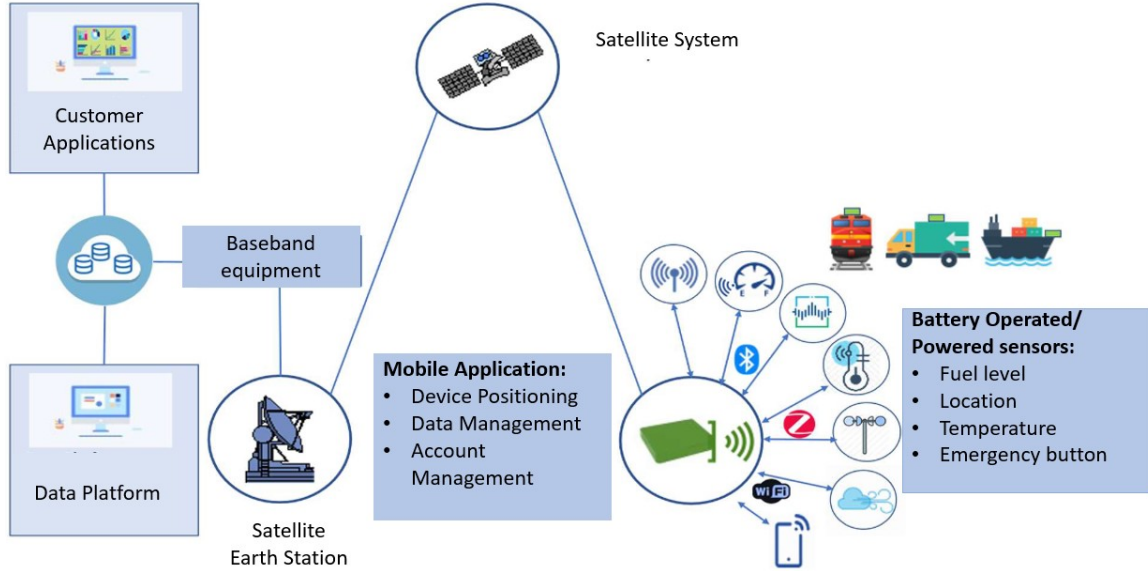 Satellite System
Customer
Applications
Baseband
equipment
Data Platform
Satellite
Earth Station
Mobile Application:
• Device Positioning
• Data Management
• Account
Management
E F
WiFi
Battery Operated/
Powered sensors:
• Fuel level
• Location
• Temperature
• Emergency button